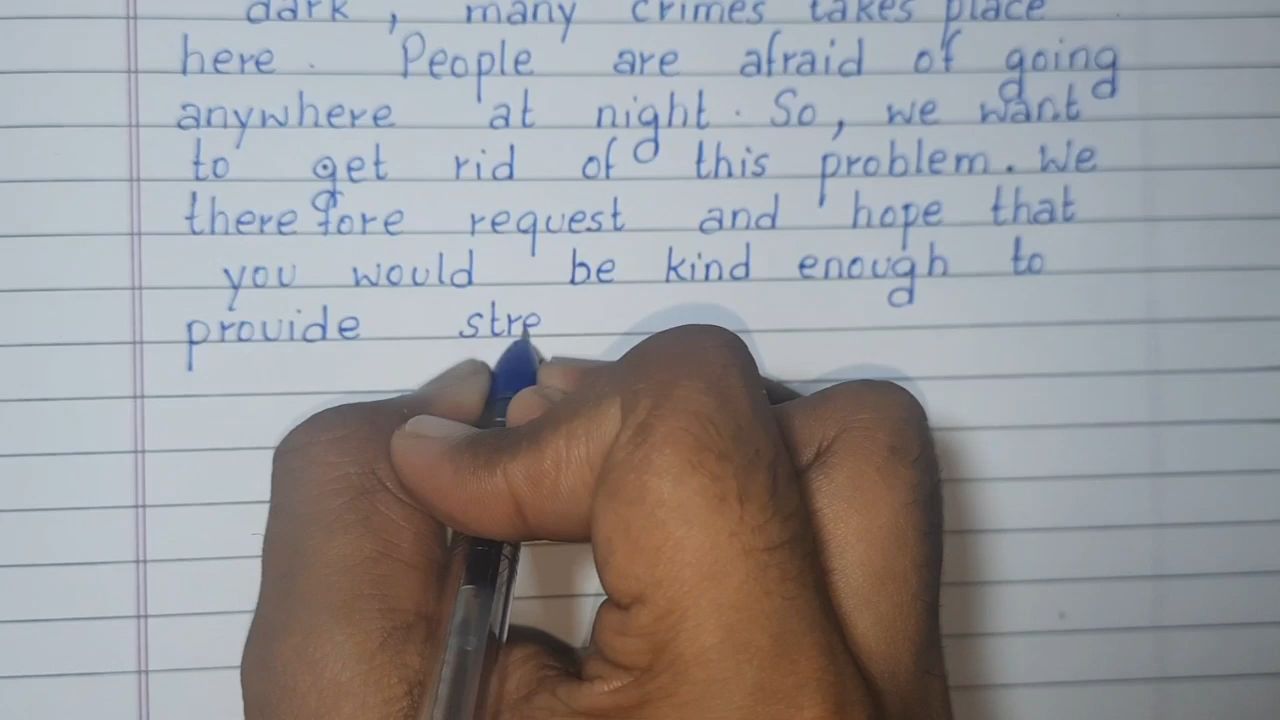 dark, many crimes takes place
here. People are afraid of going
anywhere at night. So, we want
to get rid of this problem. We
therefore request and hope that
you would be kind enough to
provide stre